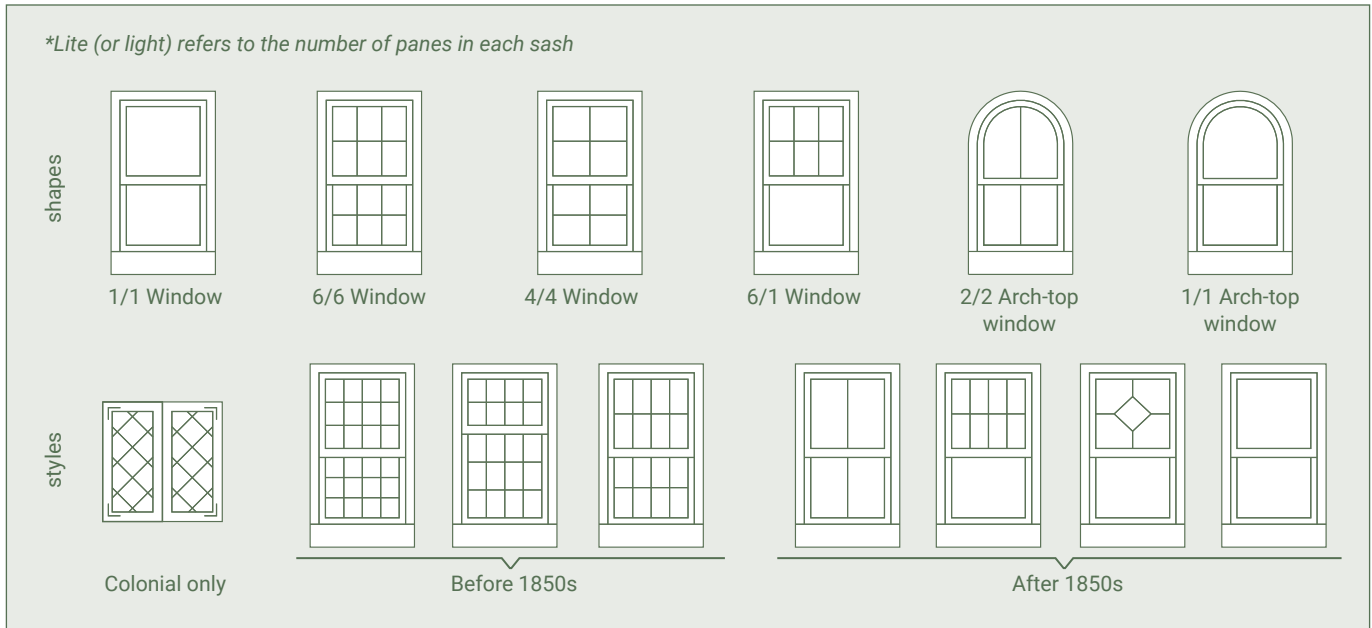 *Lite (or light) refers to the number of panes in each sash
shapes
1/1 Window
6/6 Window
4/4 Window
6/1 Window
2/2 Arch-top
window
1/1 Arch-top
window
styles
Colonial only
Before 1850s
After 1850s